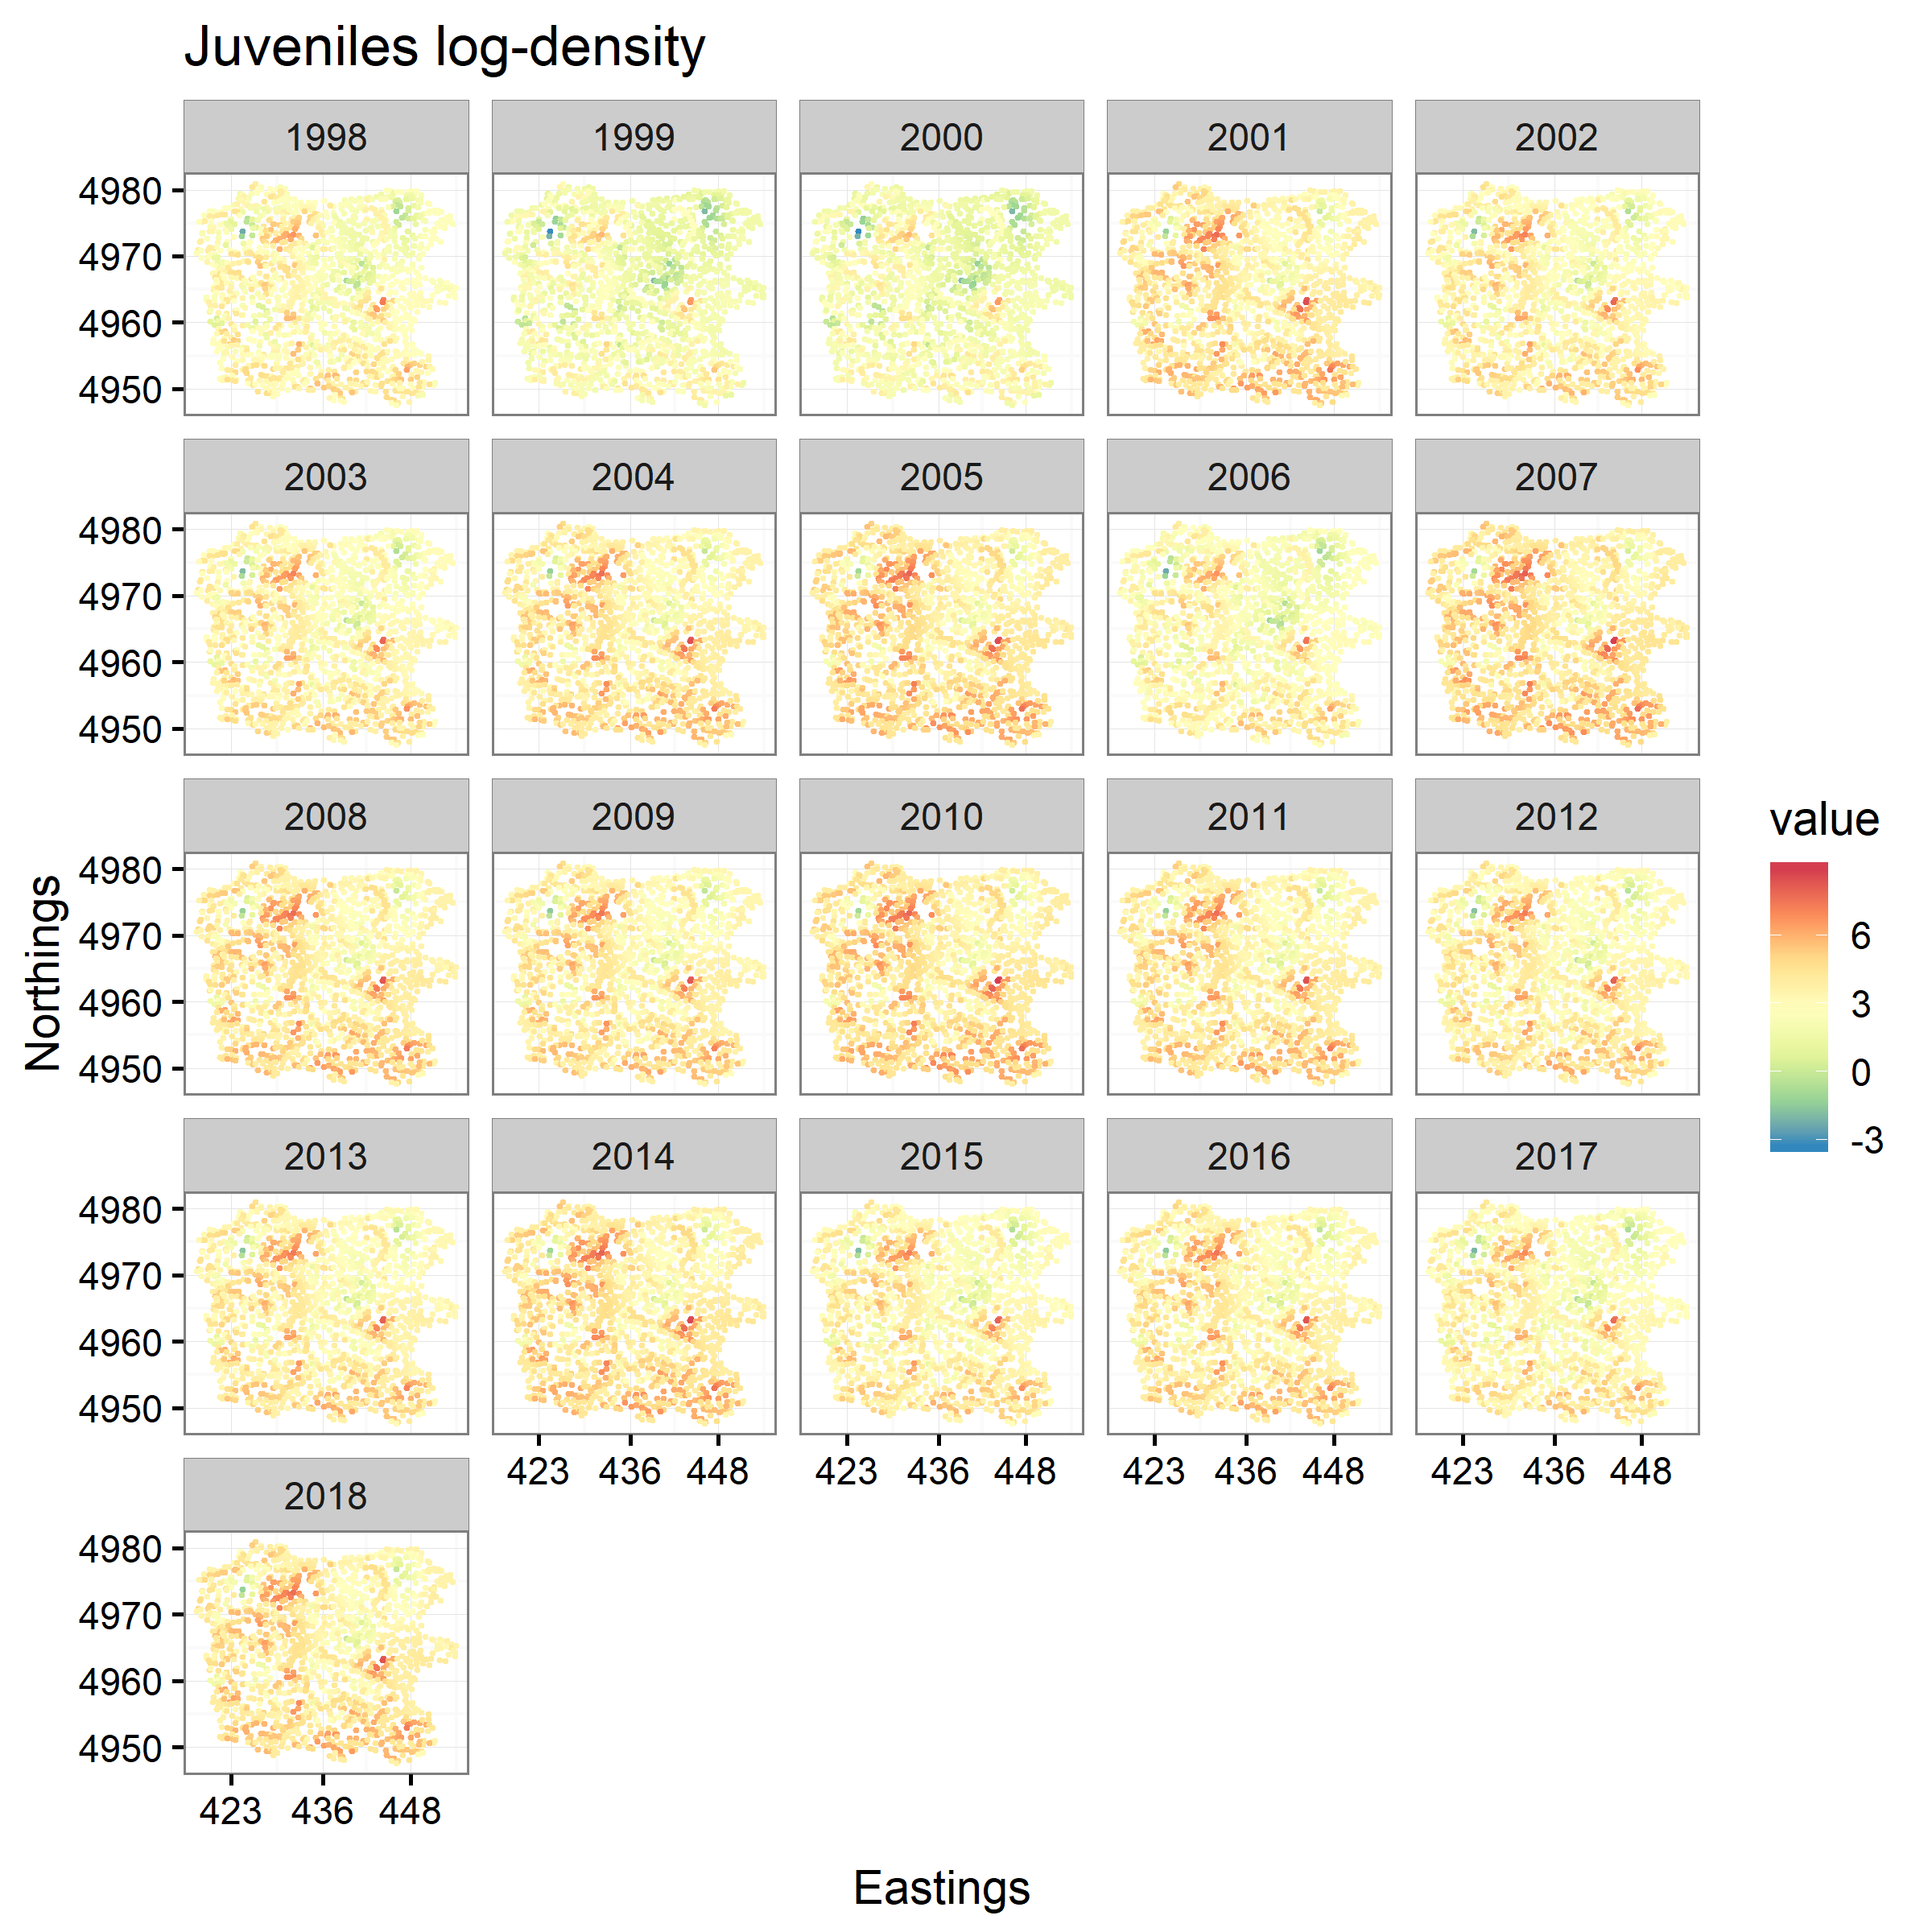 Juveniles log-density
1998 1999 2000 2001 2002
4980
4970
4960
4950
2003 2004 2005 2006 2007
4980
4970
4960
4950
2008 2009 2010 2011 2012
4980
4970
4960
4950
2013 2014 2015 2016 2017
4980
4970
4960
4950
423 436 448 423 436 448 423 436 448 423 436 448
2018
4980
4970
4960
4950
423 436 448
Northings
Eastings
value
6
3
0
-3